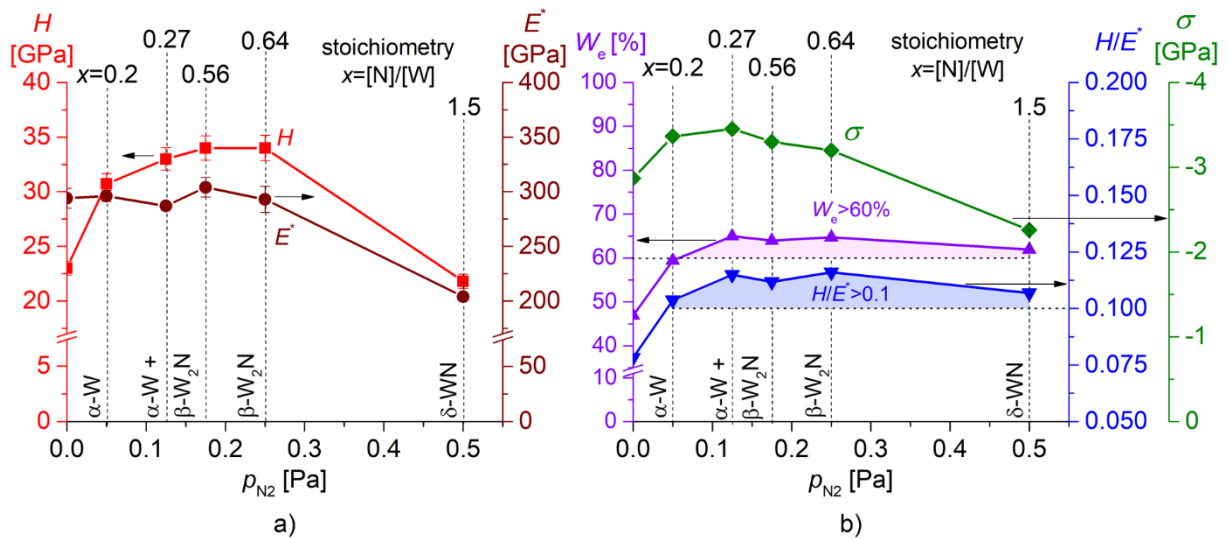 H
[GPa]
E*
[GPa]
0.27
0.64
stoichiometry
x=[N]/[W]
x=0.2
0.56
1.5
40
35
30
25
20
5
0
400
350
300
250
200
50
0
H
E*
α-W
α-W +
β-W₂N
β-W₂N
δ-WN
0.0
0.1
0.2
0.3
0.4
0.5
pN2 [Pa]
a)
We [%]
H/E*
σ
[GPa]
0.27
0.64
stoichiometry
x=[N]/[W]
x=0.2
0.56
1.5
100
90
80
70
65
60
50
40
10
0
0.200
0.175
0.150
0.125
0.100
0.075
0.050
-4
-3
-2
-1
0
σ
We>60%
H/E*>0.1
α-W
α-W +
β-W₂N
β-W₂N
δ-WN
0.0
0.1
0.2
0.3
0.4
0.5
pN2 [Pa]
b)